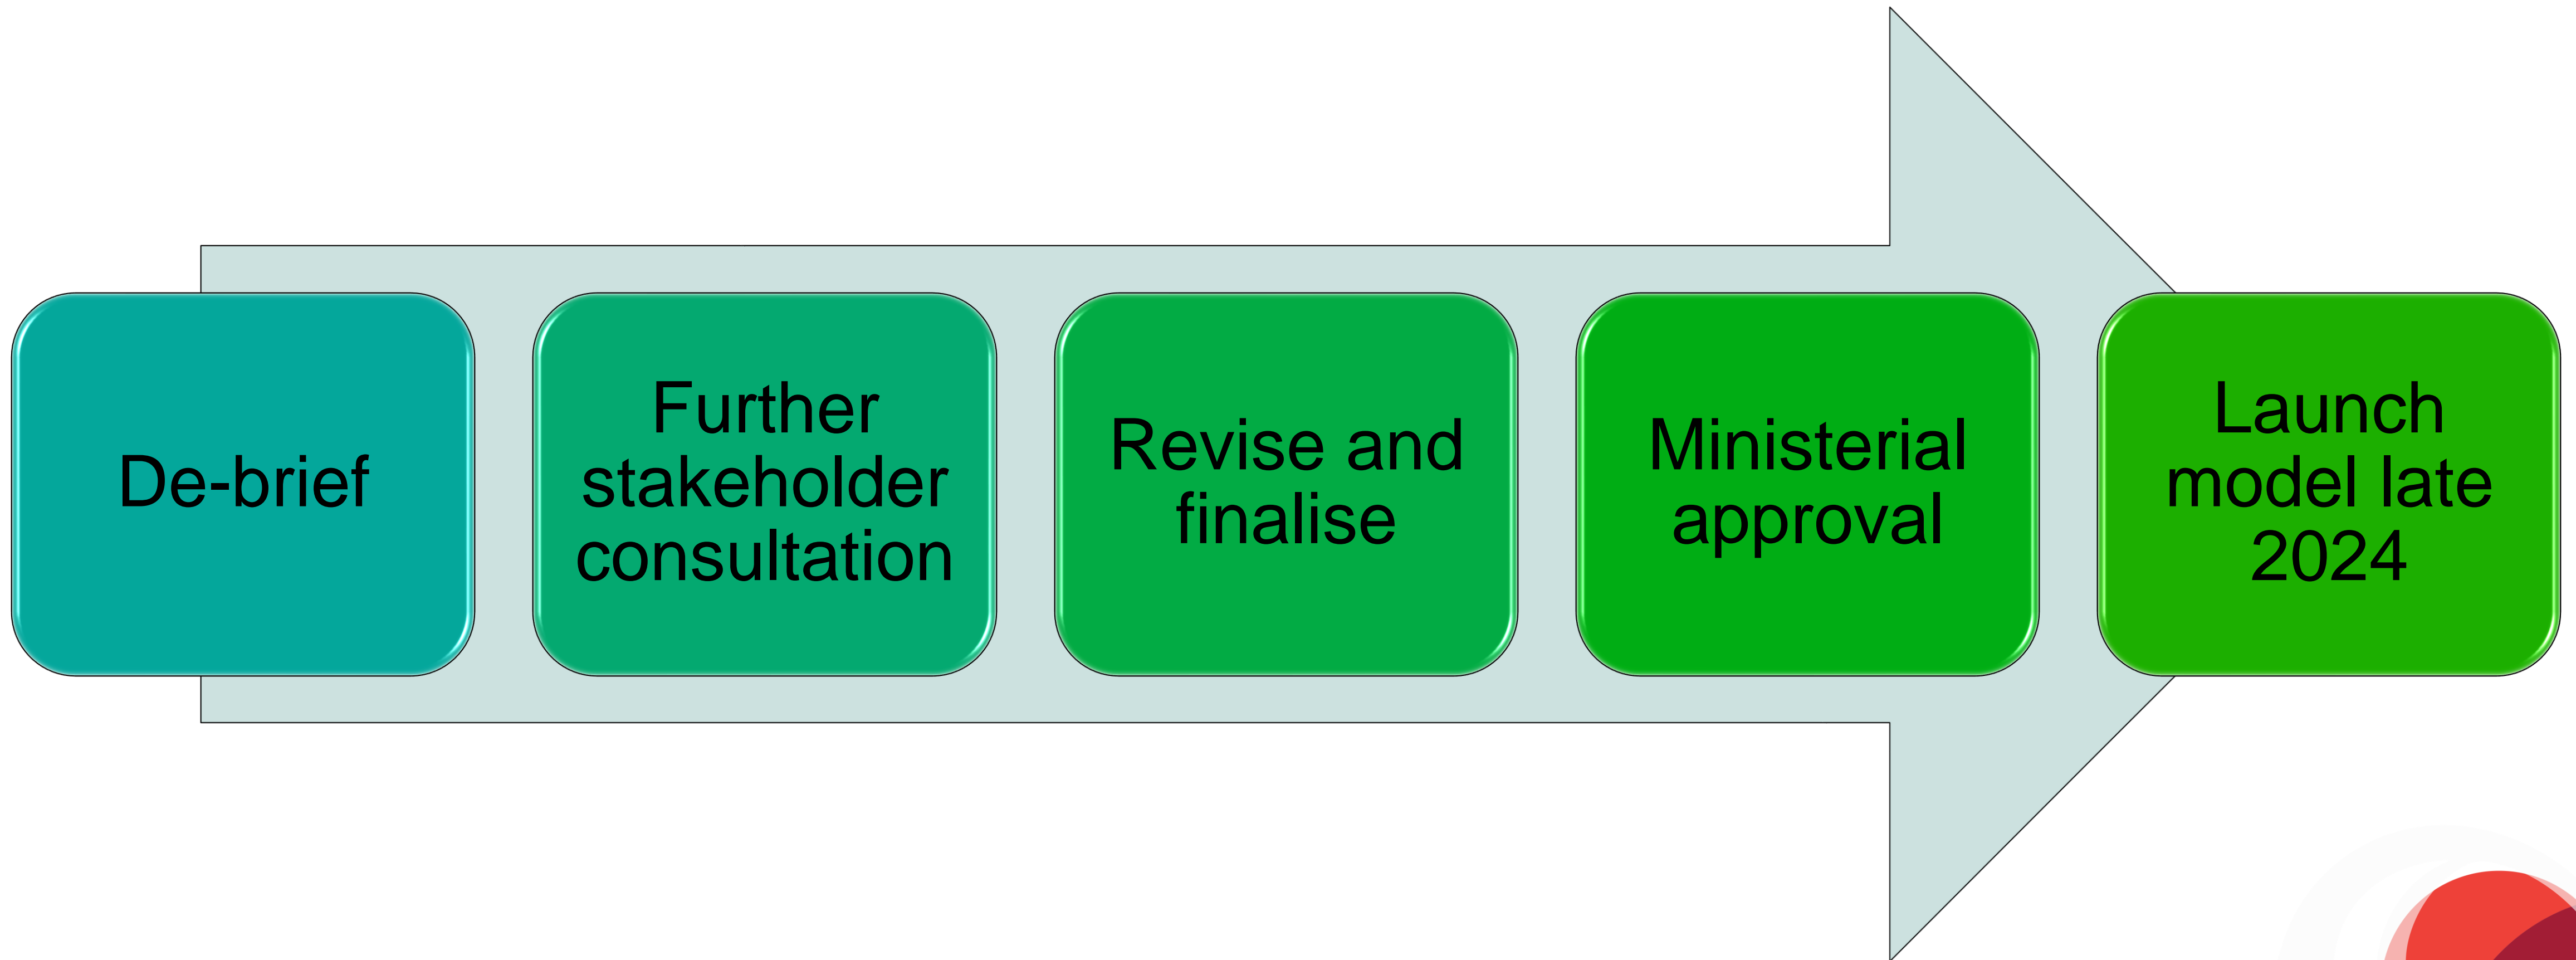 De-brief
Further
stakeholder
consultation
Revise and
finalise
Ministerial
approval
Launch
model late
2024